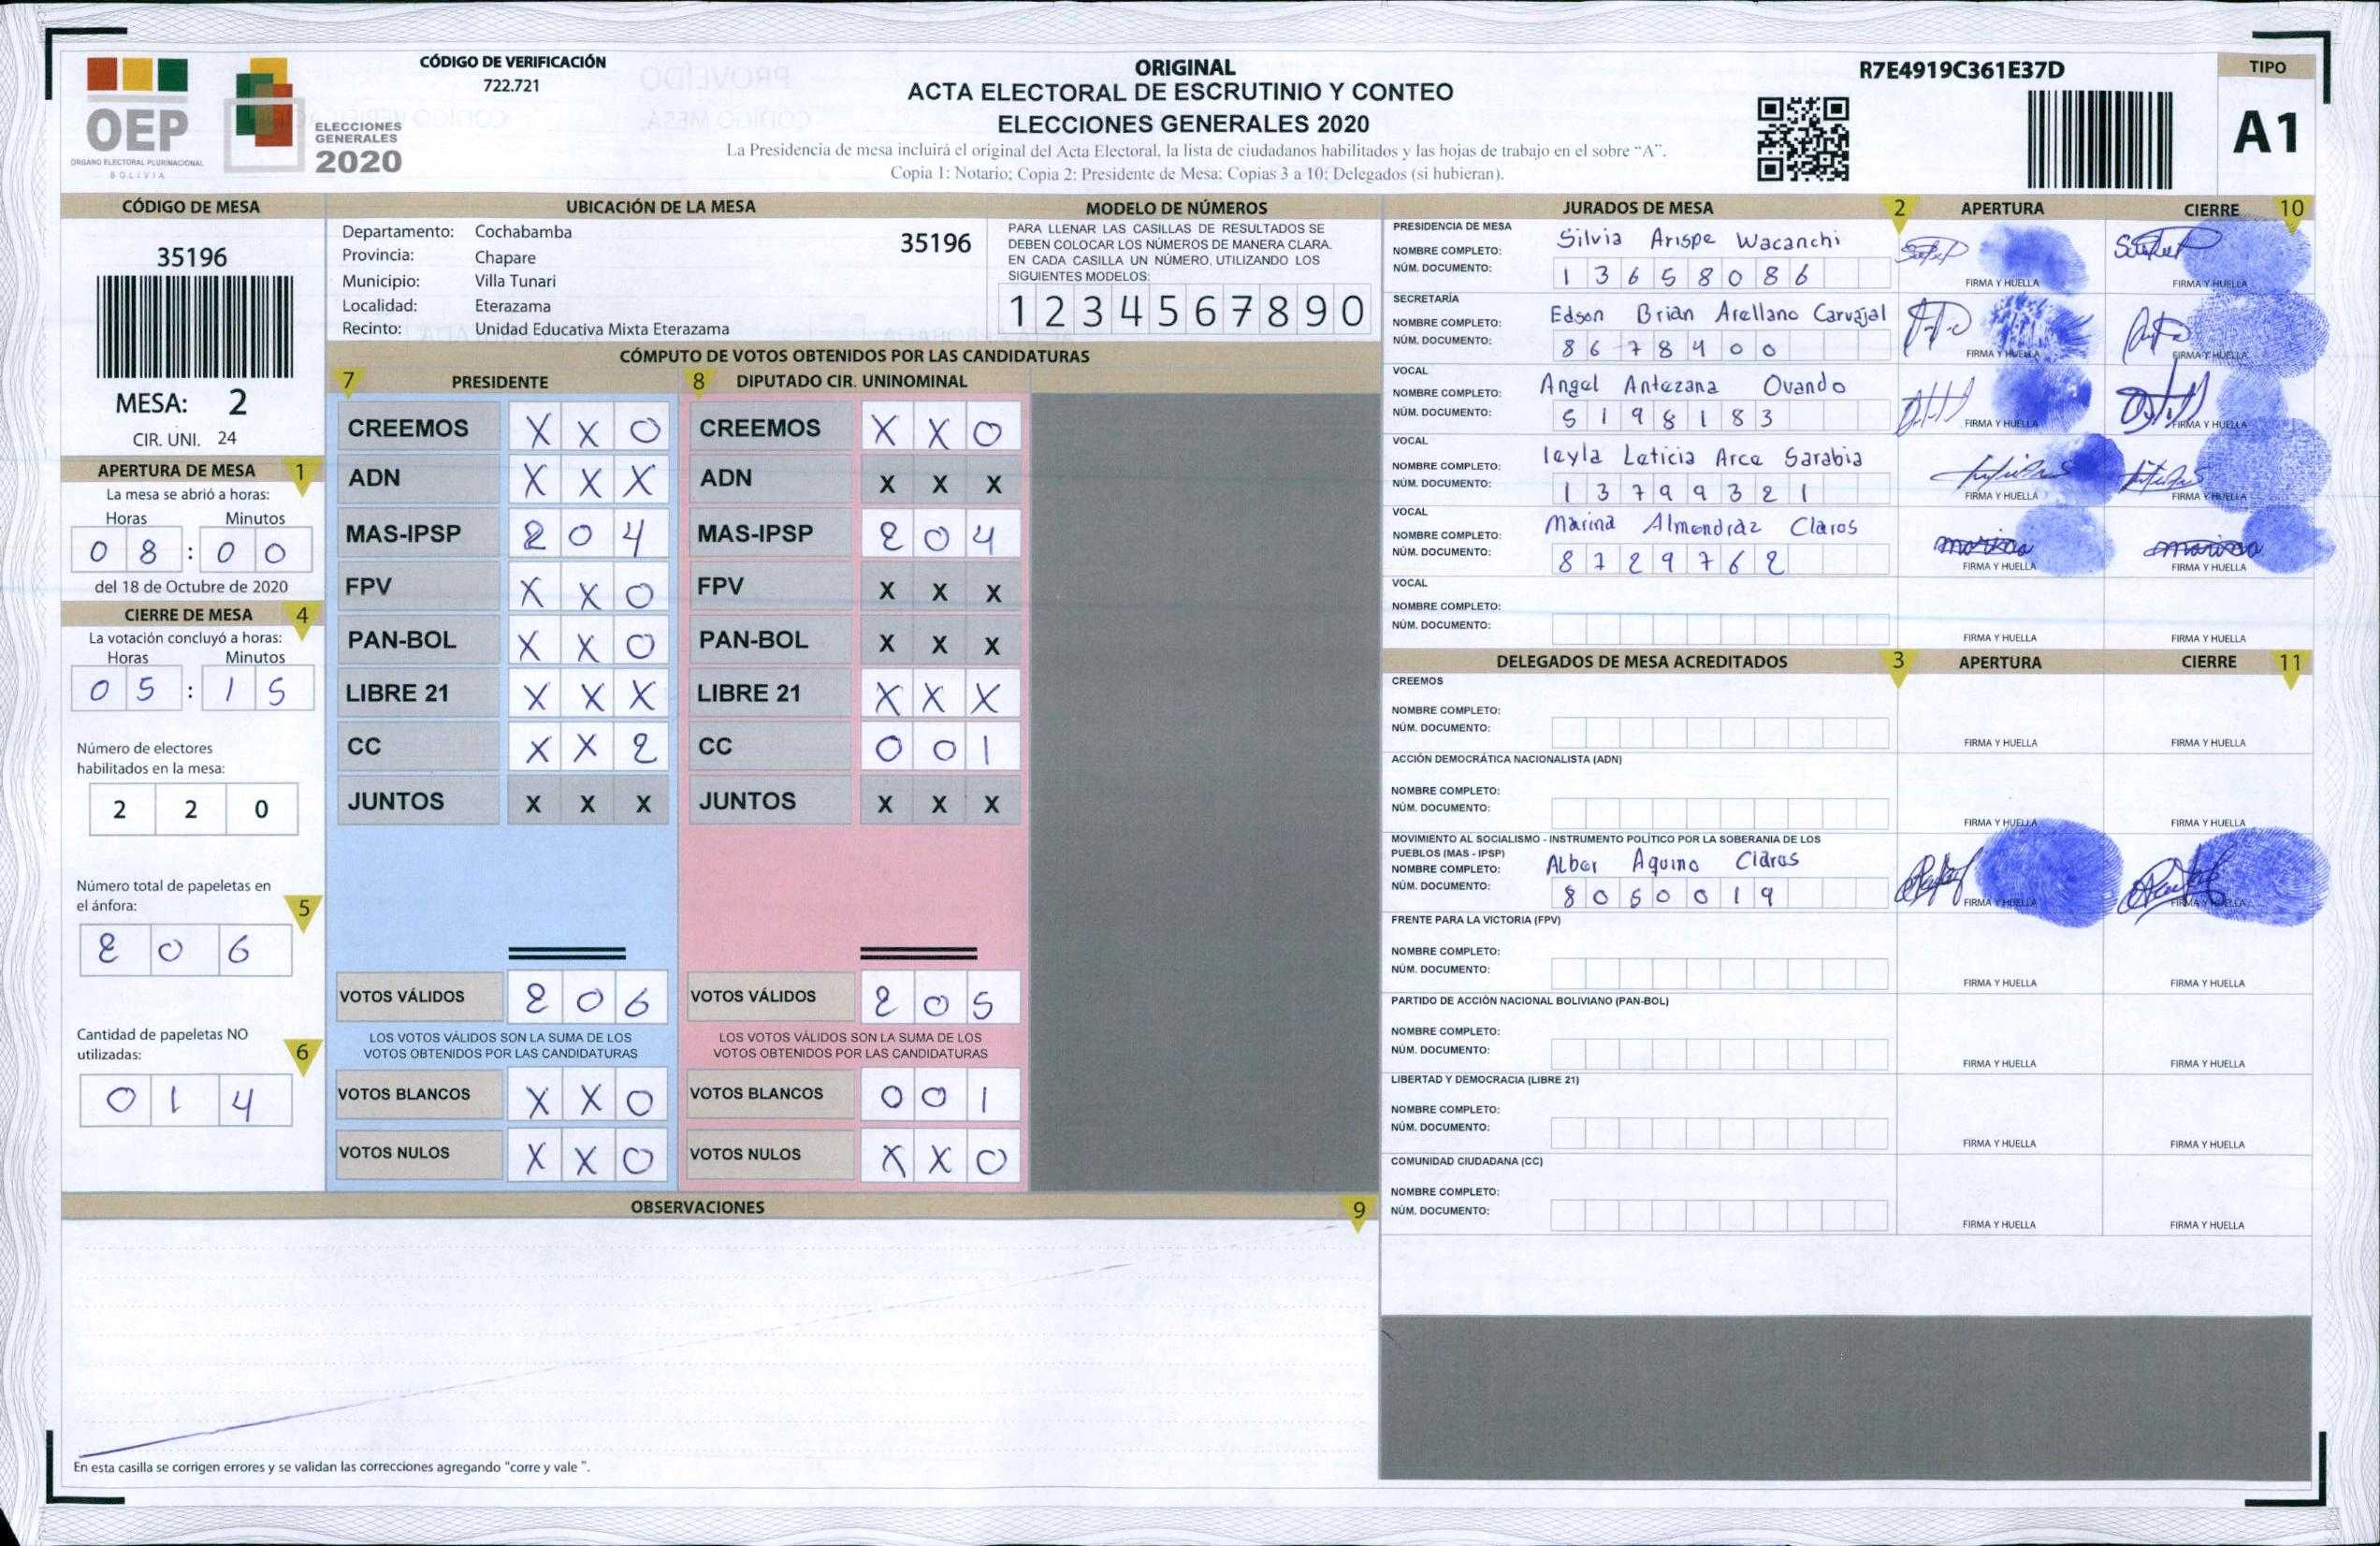 OEP
ÓRGANO ELECTORAL PLURINACIONAL
BOLIVIA
ELECCIONES
GENERALES
2020
CÓDIGO DE VERIFICACIÓN
722.721
ORIGINAL
ACTA ELECTORAL DE ESCRUTINIO Y CONTEO
ELECCIONES GENERALES 2020
La Presidencia de mesa incluirá el original del Acta Electoral, la lista de ciudadanos habilitados y las hojas de trabajo en el sobre “A”.
Copia 1: Notario; Copia 2: Presidente de Mesa; Copias 3 a 10: Delegados (si hubieran).
R7E4919C361E37D
TIPO
A1
CÓDIGO DE MESA
35196
MESA: 2
CIR. UNI. 24
APERTURA DE MESA 1
La mesa se abrió a horas:
Horas Minutos
0 8 : 0 0
del 18 de Octubre de 2020
CIERRE DE MESA 4
La votación concluyó a horas:
Horas Minutos
0 5 : 1 5
Número de electores
habilitados en la mesa:
2 2 0
Número total de papeletas en
el ánfora: 5
2 0 6
Cantidad de papeletas NO
utilizadas: 6
0 1 4
UBICACIÓN DE LA MESA
Departamento: Cochabamba
35196
Provincia: Chapare
Municipio: Villa Tunari
Localidad: Eterazama
Recinto: Unidad Educativa Mixta Eterazama
MODELO DE NÚMEROS
PARA LLENAR LAS CASILLAS DE RESULTADOS SE
DEBEN COLOCAR LOS NÚMEROS DE MANERA CLARA.
EN CADA CASILLA UN NÚMERO, UTILIZANDO LOS
SIGUIENTES MODELOS:
1 2 3 4 5 6 7 8 9 0
CÓMPUTO DE VOTOS OBTENIDOS POR LAS CANDIDATURAS
7 PRESIDENTE 8 DIPUTADO CIR. UNINOMINAL
CREEMOS X X 0 CREEMOS X X 0
ADN X X X ADN X X X
MAS-IPSP 2 0 4 MAS-IPSP 2 0 4
FPV X X 0 FPV X X X
PAN-BOL X X 0 PAN-BOL X X X
LIBRE 21 X X X LIBRE 21 X X X
CC X X 2 CC 0 0 1
JUNTOS X X X JUNTOS X X X
VOTOS VÁLIDOS 2 0 6 VOTOS VÁLIDOS 2 0 5
LOS VOTOS VÁLIDOS SON LA SUMA DE LOS LOS VOTOS VÁLIDOS SON LA SUMA DE LOS
VOTOS OBTENIDOS POR LAS CANDIDATURAS VOTOS OBTENIDOS POR LAS CANDIDATURAS
VOTOS BLANCOS X X 0 VOTOS BLANCOS 0 0 1
VOTOS NULOS X X 0 VOTOS NULOS X X 0
OBSERVACIONES 9
En esta casilla se corrigen errores y se validan las correcciones agregando "corre y vale ".
JURADOS DE MESA 2 APERTURA CIERRE 10
PRESIDENCIA DE MESA
NOMBRE COMPLETO: Silvia Arispe Wacanchi
NÚM. DOCUMENTO: 1 3 6 5 8 0 8 6
FIRMA Y HUELLA FIRMA Y HUELLA
SECRETARÍA
NOMBRE COMPLETO: Edson Brian Arellano Carvajal
NÚM. DOCUMENTO: 8 6 7 8 4 0 0
FIRMA Y HUELLA FIRMA Y HUELLA
VOCAL
NOMBRE COMPLETO: Angel Antezana Ovando
NÚM. DOCUMENTO: 5 1 9 8 1 8 3
FIRMA Y HUELLA FIRMA Y HUELLA
VOCAL
NOMBRE COMPLETO: leyla Leticia Arce Sarabia
NÚM. DOCUMENTO: 1 3 7 9 9 3 2 1
FIRMA Y HUELLA FIRMA Y HUELLA
VOCAL
NOMBRE COMPLETO: Marina Almendraz Claros
NÚM. DOCUMENTO: 8 7 2 9 7 6 2
marina marina
FIRMA Y HUELLA FIRMA Y HUELLA
VOCAL
NOMBRE COMPLETO:
NÚM. DOCUMENTO:
FIRMA Y HUELLA FIRMA Y HUELLA
DELEGADOS DE MESA ACREDITADOS 3 APERTURA CIERRE 11
CREEMOS
NOMBRE COMPLETO:
NÚM. DOCUMENTO:
FIRMA Y HUELLA FIRMA Y HUELLA
ACCIÓN DEMOCRÁTICA NACIONALISTA (ADN)
NOMBRE COMPLETO:
NÚM. DOCUMENTO:
FIRMA Y HUELLA FIRMA Y HUELLA
MOVIMIENTO AL SOCIALISMO - INSTRUMENTO POLÍTICO POR LA SOBERANIA DE LOS
PUEBLOS (MAS - IPSP)
NOMBRE COMPLETO: Alber Aquino Claros
NÚM. DOCUMENTO: 8 0 5 0 0 1 9
FIRMA Y HUELLA FIRMA Y HUELLA
FRENTE PARA LA VICTORIA (FPV)
NOMBRE COMPLETO:
NÚM. DOCUMENTO:
FIRMA Y HUELLA FIRMA Y HUELLA
PARTIDO DE ACCIÓN NACIONAL BOLIVIANO (PAN-BOL)
NOMBRE COMPLETO:
NÚM. DOCUMENTO:
FIRMA Y HUELLA FIRMA Y HUELLA
LIBERTAD Y DEMOCRACIA (LIBRE 21)
NOMBRE COMPLETO:
NÚM. DOCUMENTO:
FIRMA Y HUELLA FIRMA Y HUELLA
COMUNIDAD CIUDADANA (CC)
NOMBRE COMPLETO:
NÚM. DOCUMENTO:
FIRMA Y HUELLA FIRMA Y HUELLA